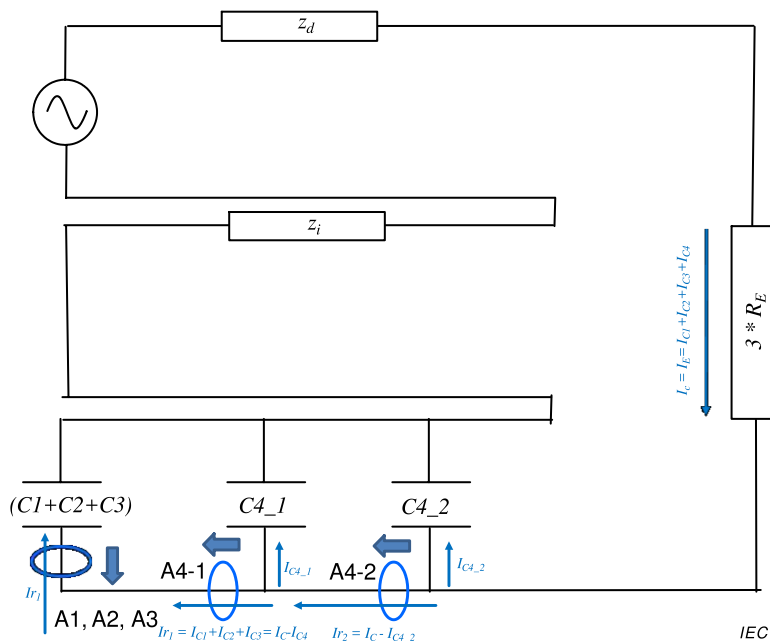 z_d
z_i
I_c = I_E = I_C1+I_C2+I_C3+I_C4
3 * R_E
(C1+C2+C3)
C4_1
C4_2
Ir_1
A4-1
I_C4_1
A4-2
I_C4_2
A1, A2, A3
Ir_1 = I_C1+I_C2+I_C3= I_C-I_C4
Ir_2 = I_C - I_C4_2
IEC